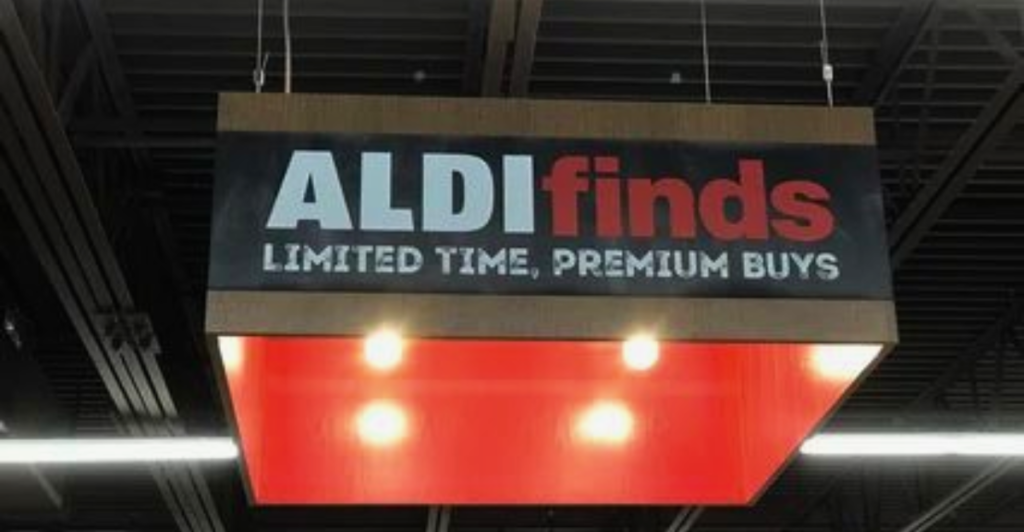 ALDIfinds
LIMITED TIME, PREMIUM BUYS